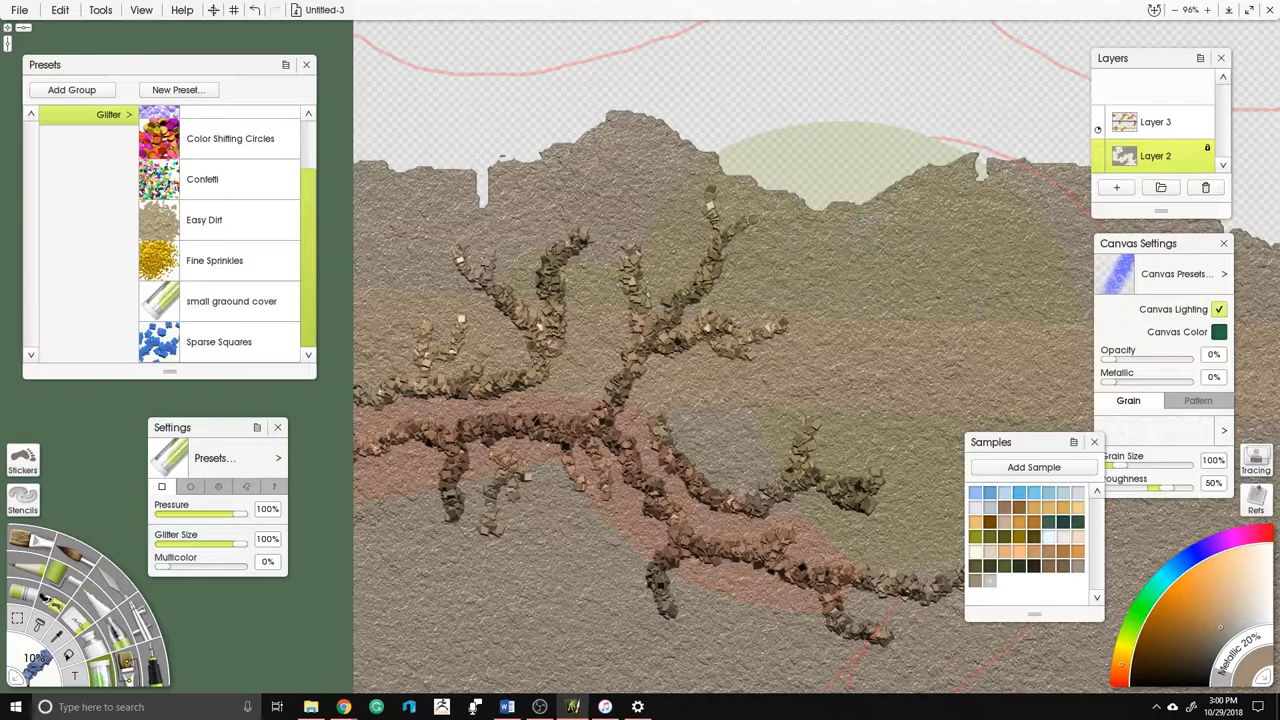 File Edit Tools View Help Untitled-3 96%
Presets
Add Group New Preset...
Glitter >
Color Shifting Circles
Confetti
Easy Dirt
Fine Sprinkles
small graound cover
Sparse Squares
Settings
Presets... >
Pressure 100%
Glitter Size 100%
Multicolor 0%
Stickers
Stencils
10%
T
Layers
Layer 3
Layer 2
Canvas Settings
Canvas Presets... >
Canvas Lighting
Canvas Color
Opacity 0%
Metallic 0%
Grain Pattern
Grain Size 100%
oughness 50%
Samples
Add Sample
Tracing
Refs
Metallic 20%
Type here to search
3:00 PM
10/29/2018